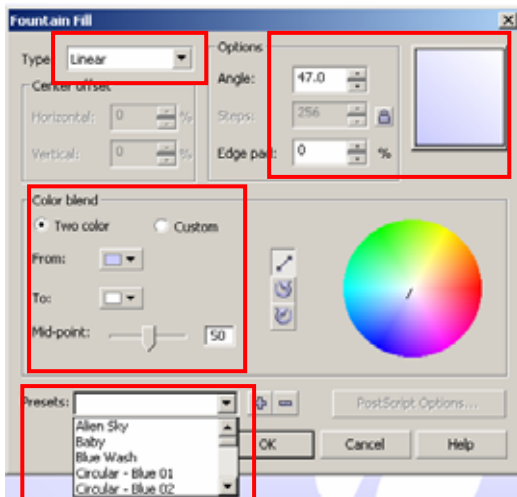 Fountain Fill
Type: Linear
Options
Angle: 47.0
Steps: 256
Edge pad: 0 %
Center offset
Horizontal: 0 %
Vertical: 0 %
Color blend
Two color Custom
From:
To:
Mid-point: 50
Presets:
Alien Sky
Baby
Blue Wash
Circular - Blue 01
Circular - Blue 02
PostScript Options...
OK Cancel Help